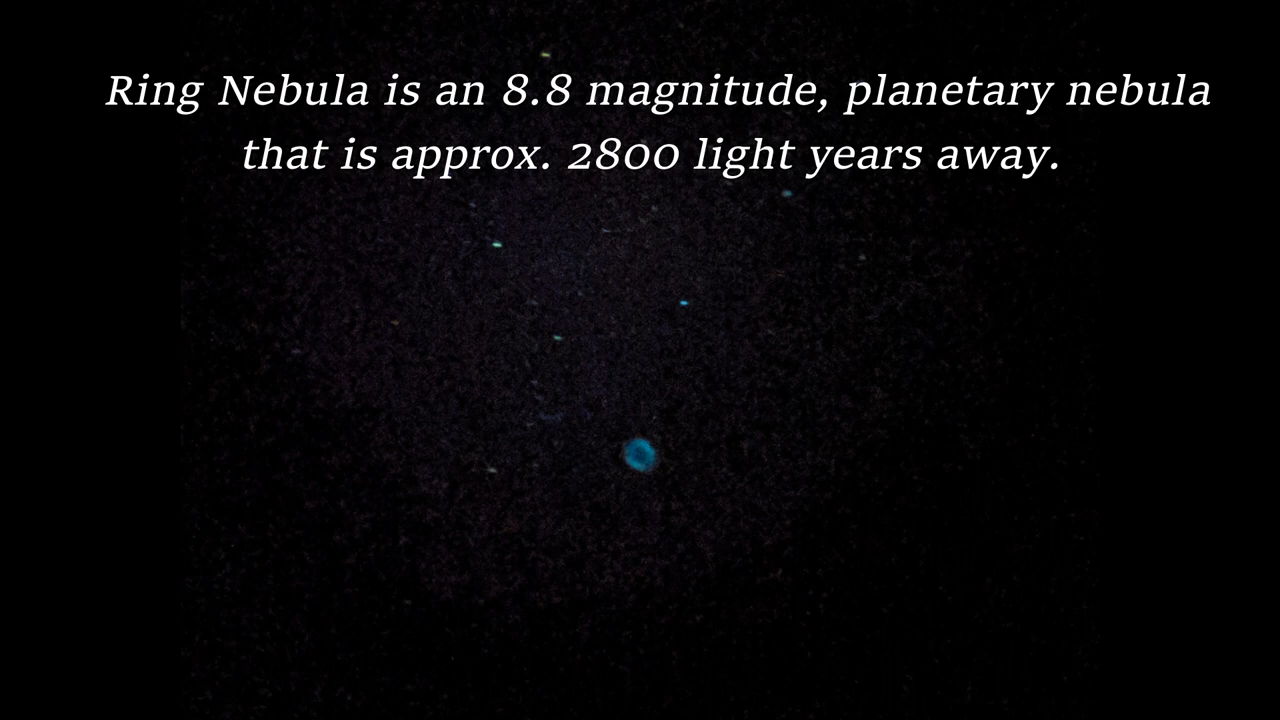 Ring Nebula is an 8.8 magnitude, planetary nebula
that is approx. 2800 light years away.